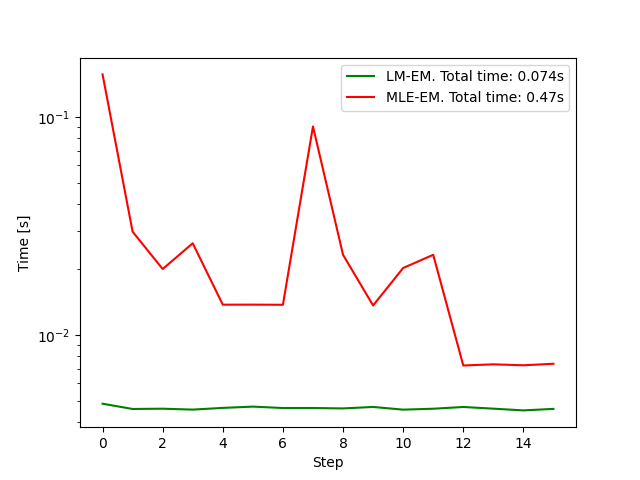 LM-EM. Total time: 0.074s
MLE-EM. Total time: 0.47s
10⁻¹
10⁻²
Time [s]
0 2 4 6 8 10 12 14
Step